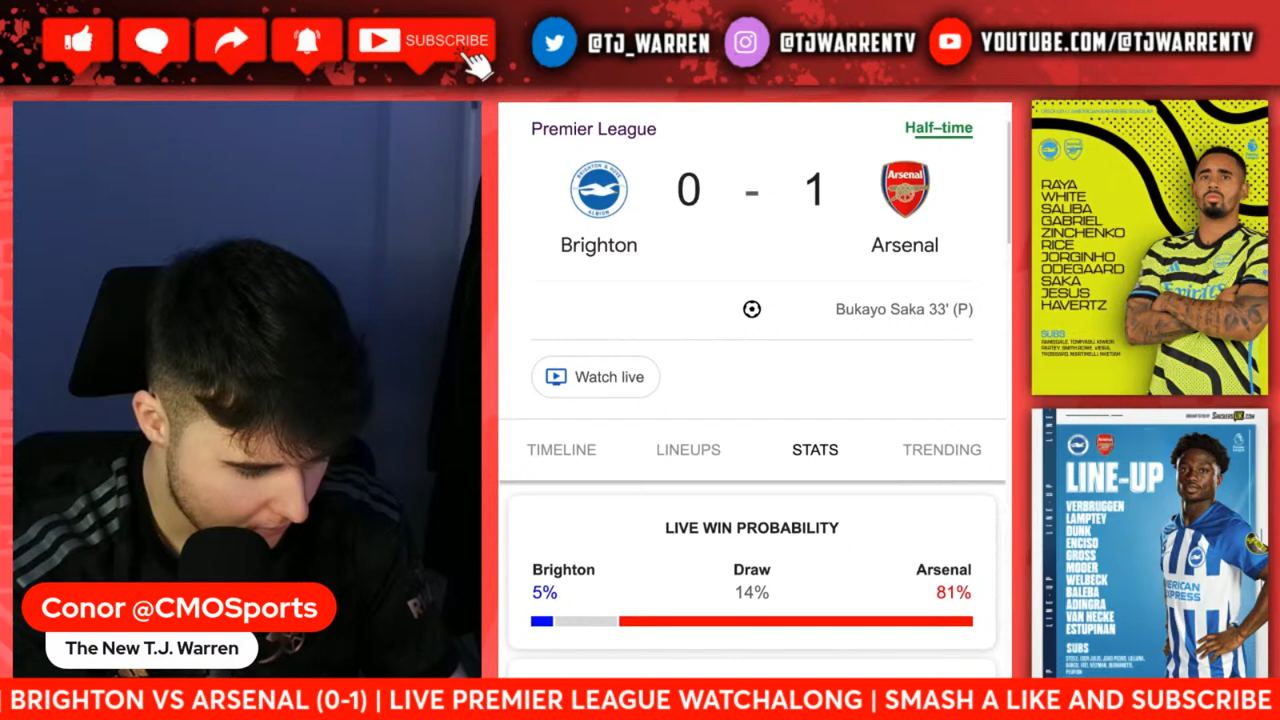 SUBSCRIBE
@TJ_WARREN
@TJWARRENTV
YOUTUBE.COM/@TJWARRENTV
Premier League
Half–time
0 - 1
Arsenal
Brighton
Arsenal
Bukayo Saka 33' (P)
Watch live
TIMELINE
LINEUPS
STATS
TRENDING
LIVE WIN PROBABILITY
Brighton
Draw
Arsenal
5%
14%
81%
Conor @CMOSports
The New T.J. Warren
RAYA
WHITE
SALIBA
GABRIEL
ZINCHENKO
RICE
JORGINHO
ODEGAARD
SAKA
JESUS
HAVERTZ
SUBS
LINE-UP
VERBRUGGEN
LAMPTEY
DUNK
ENCISO
GROSS
MODER
WELBECK
BALEBA
ADINGRA
VAN HECKE
ESTUPINAN
SUBS
AMERICAN
EXPRESS
| BRIGHTON VS ARSENAL (0-1) | LIVE PREMIER LEAGUE WATCHALONG | SMASH A LIKE AND SUBSCRIBE